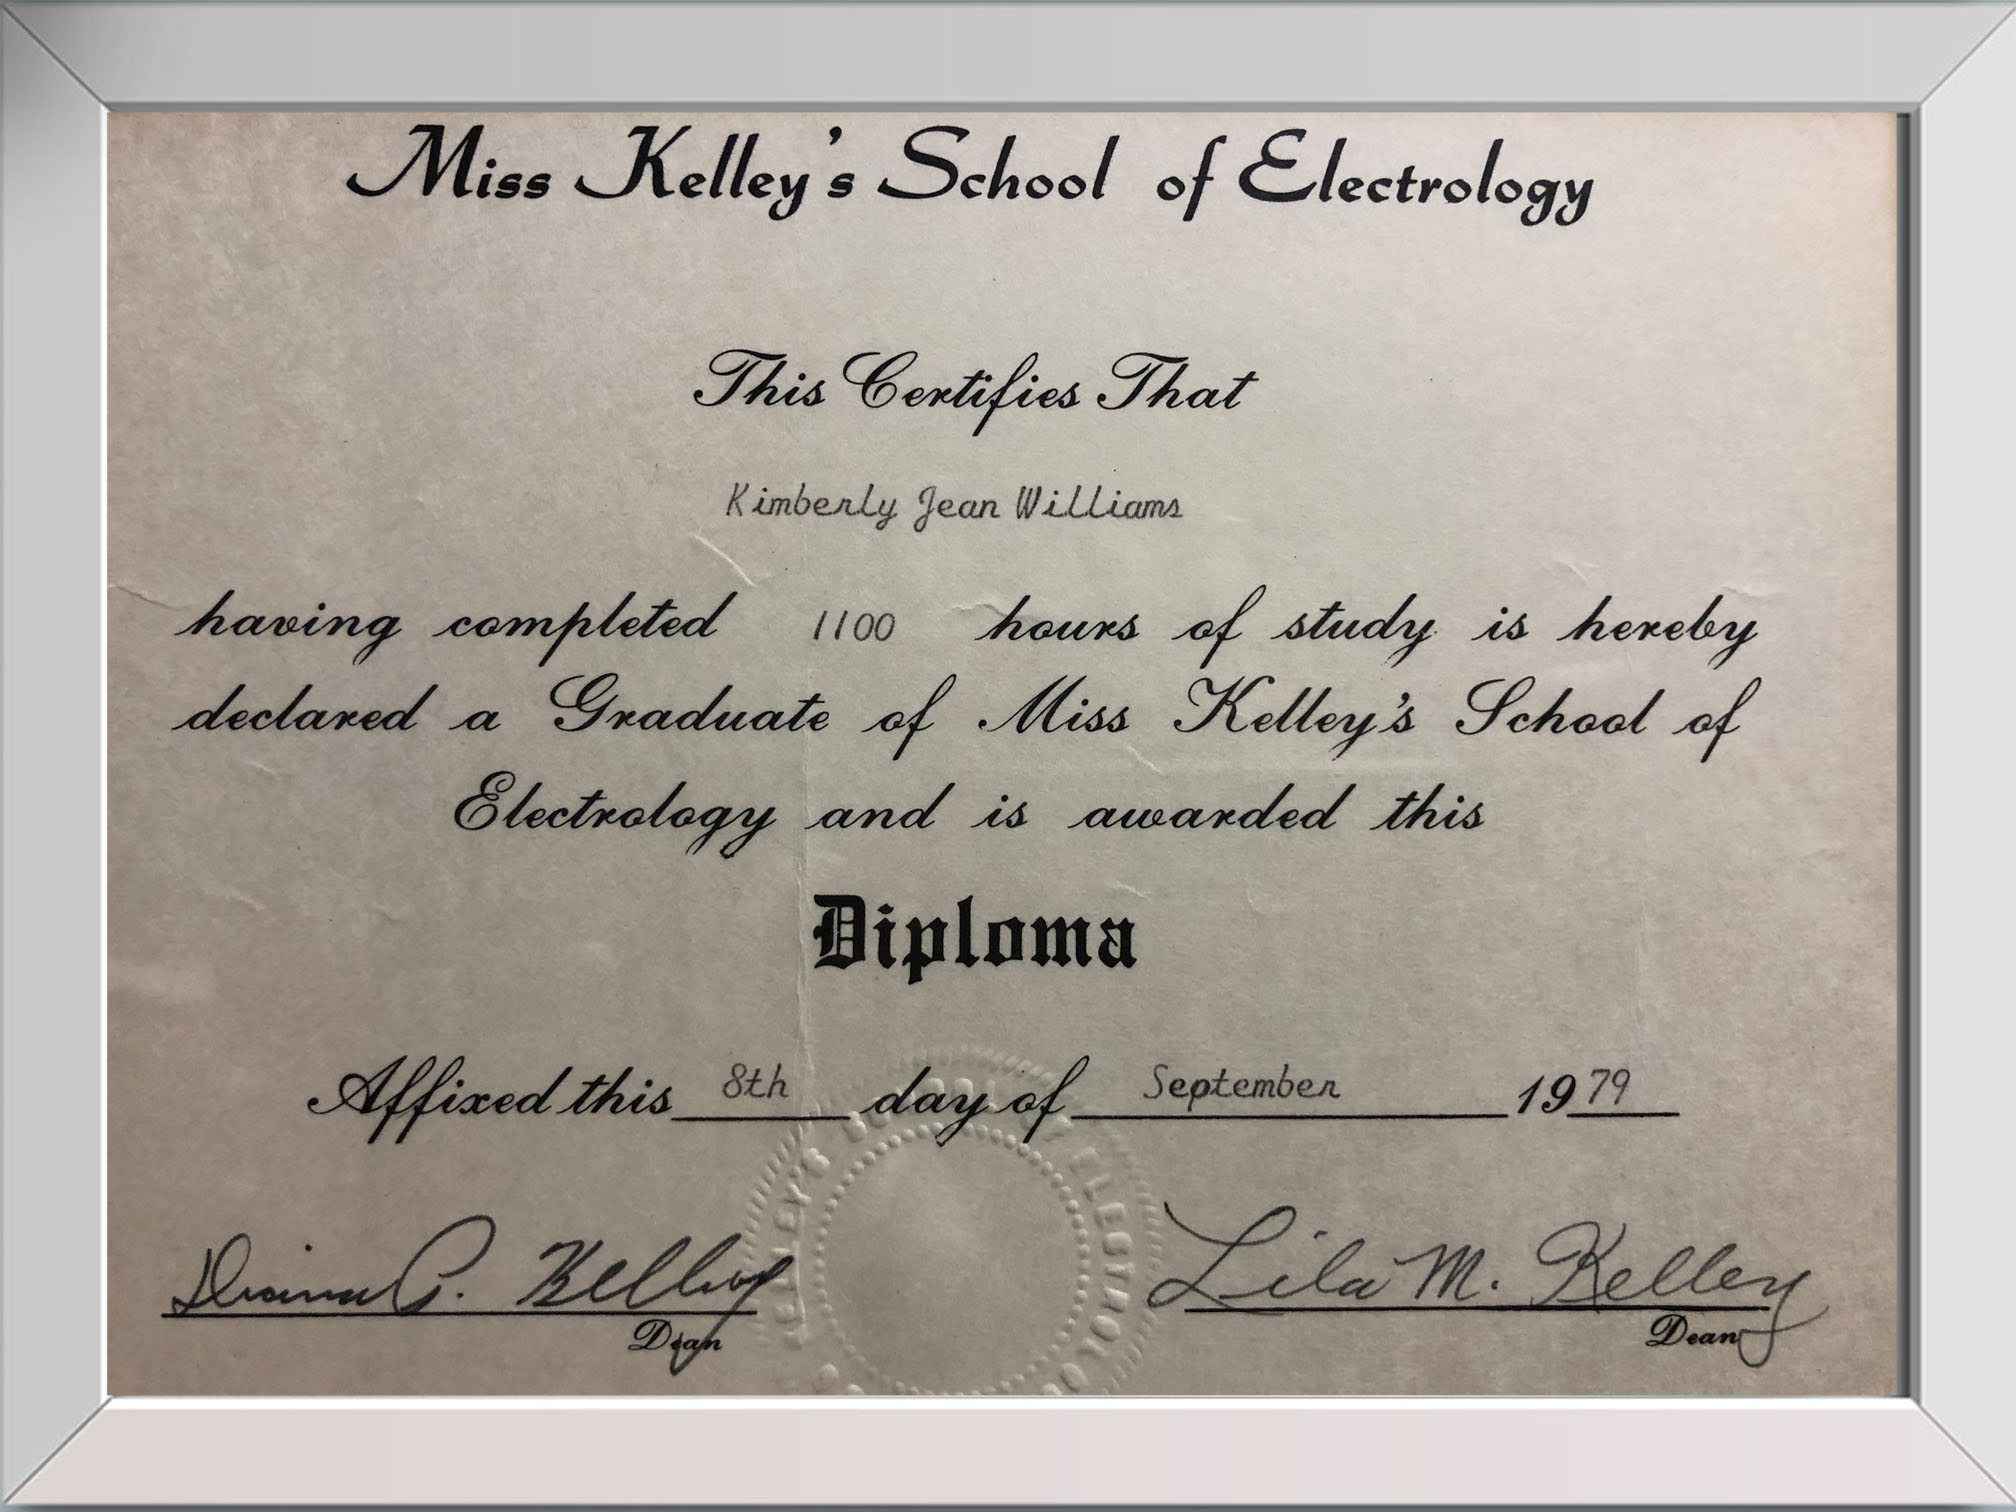 Miss Kelley's School of Electrology
This Certifies That
Kimberly Jean Williams
having completed 1100 hours of study is hereby
declared a Graduate of Miss Kelley's School of
Electrology and is awarded this
Diploma
Affixed this 8th day of September 1979
Kelley Lila M. Kelley
Dean Dean